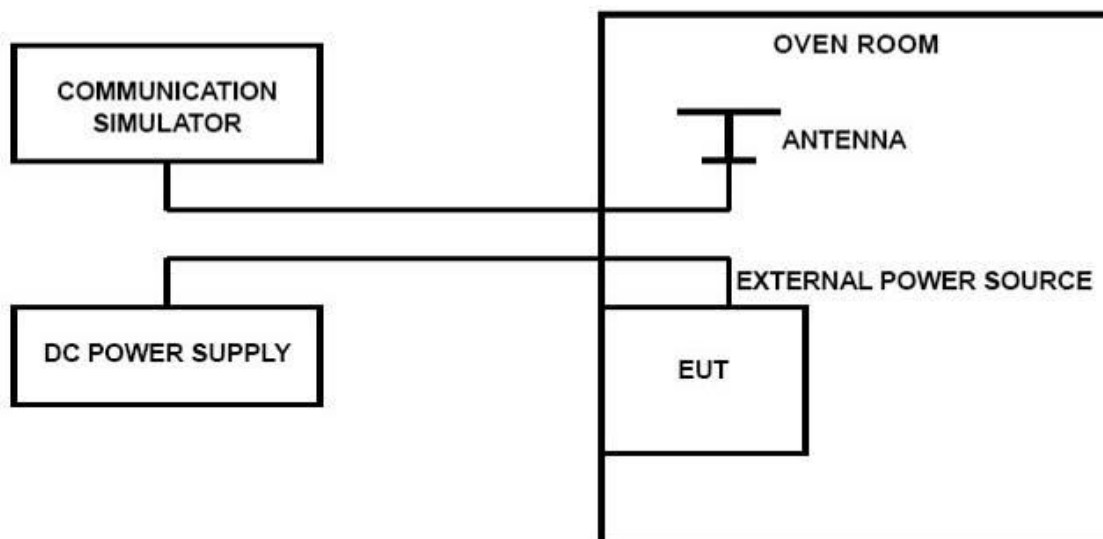 OVEN ROOM
COMMUNICATION
SIMULATOR
ANTENNA
EXTERNAL POWER SOURCE
DC POWER SUPPLY
EUT